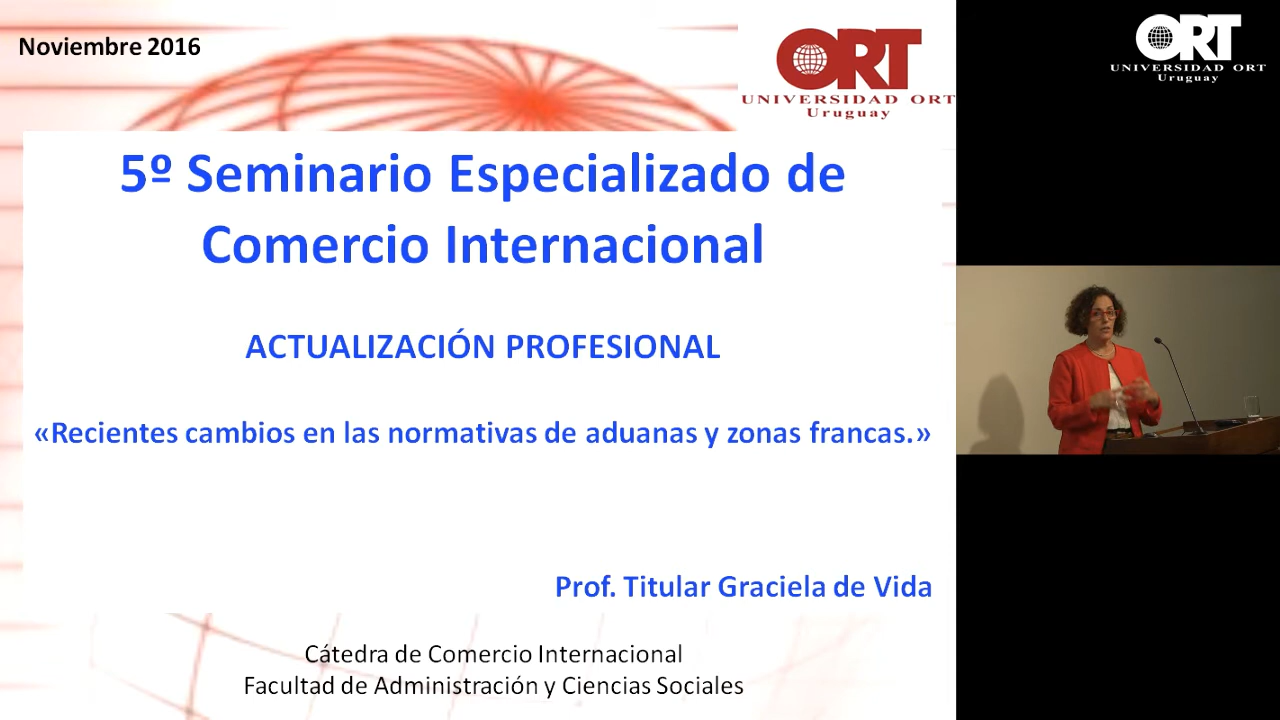 Noviembre 2016
ORT
UNIVERSIDAD ORT
Uruguay
ORT
UNIVERSIDAD ORT
Uruguay
5º Seminario Especializado de
Comercio Internacional
ACTUALIZACIÓN PROFESIONAL
«Recientes cambios en las normativas de aduanas y zonas francas.»
Prof. Titular Graciela de Vida
Cátedra de Comercio Internacional
Facultad de Administración y Ciencias Sociales